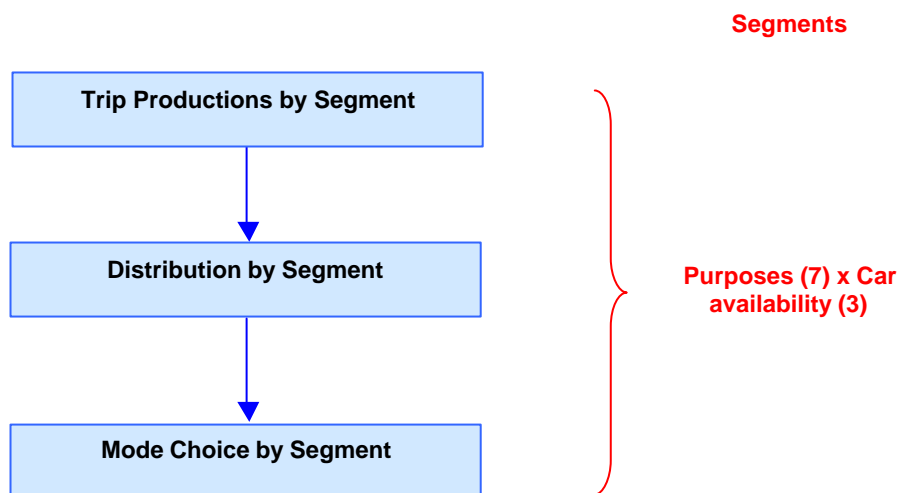 Segments
Trip Productions by Segment
Distribution by Segment
Purposes (7) x Car
availability (3)
Mode Choice by Segment